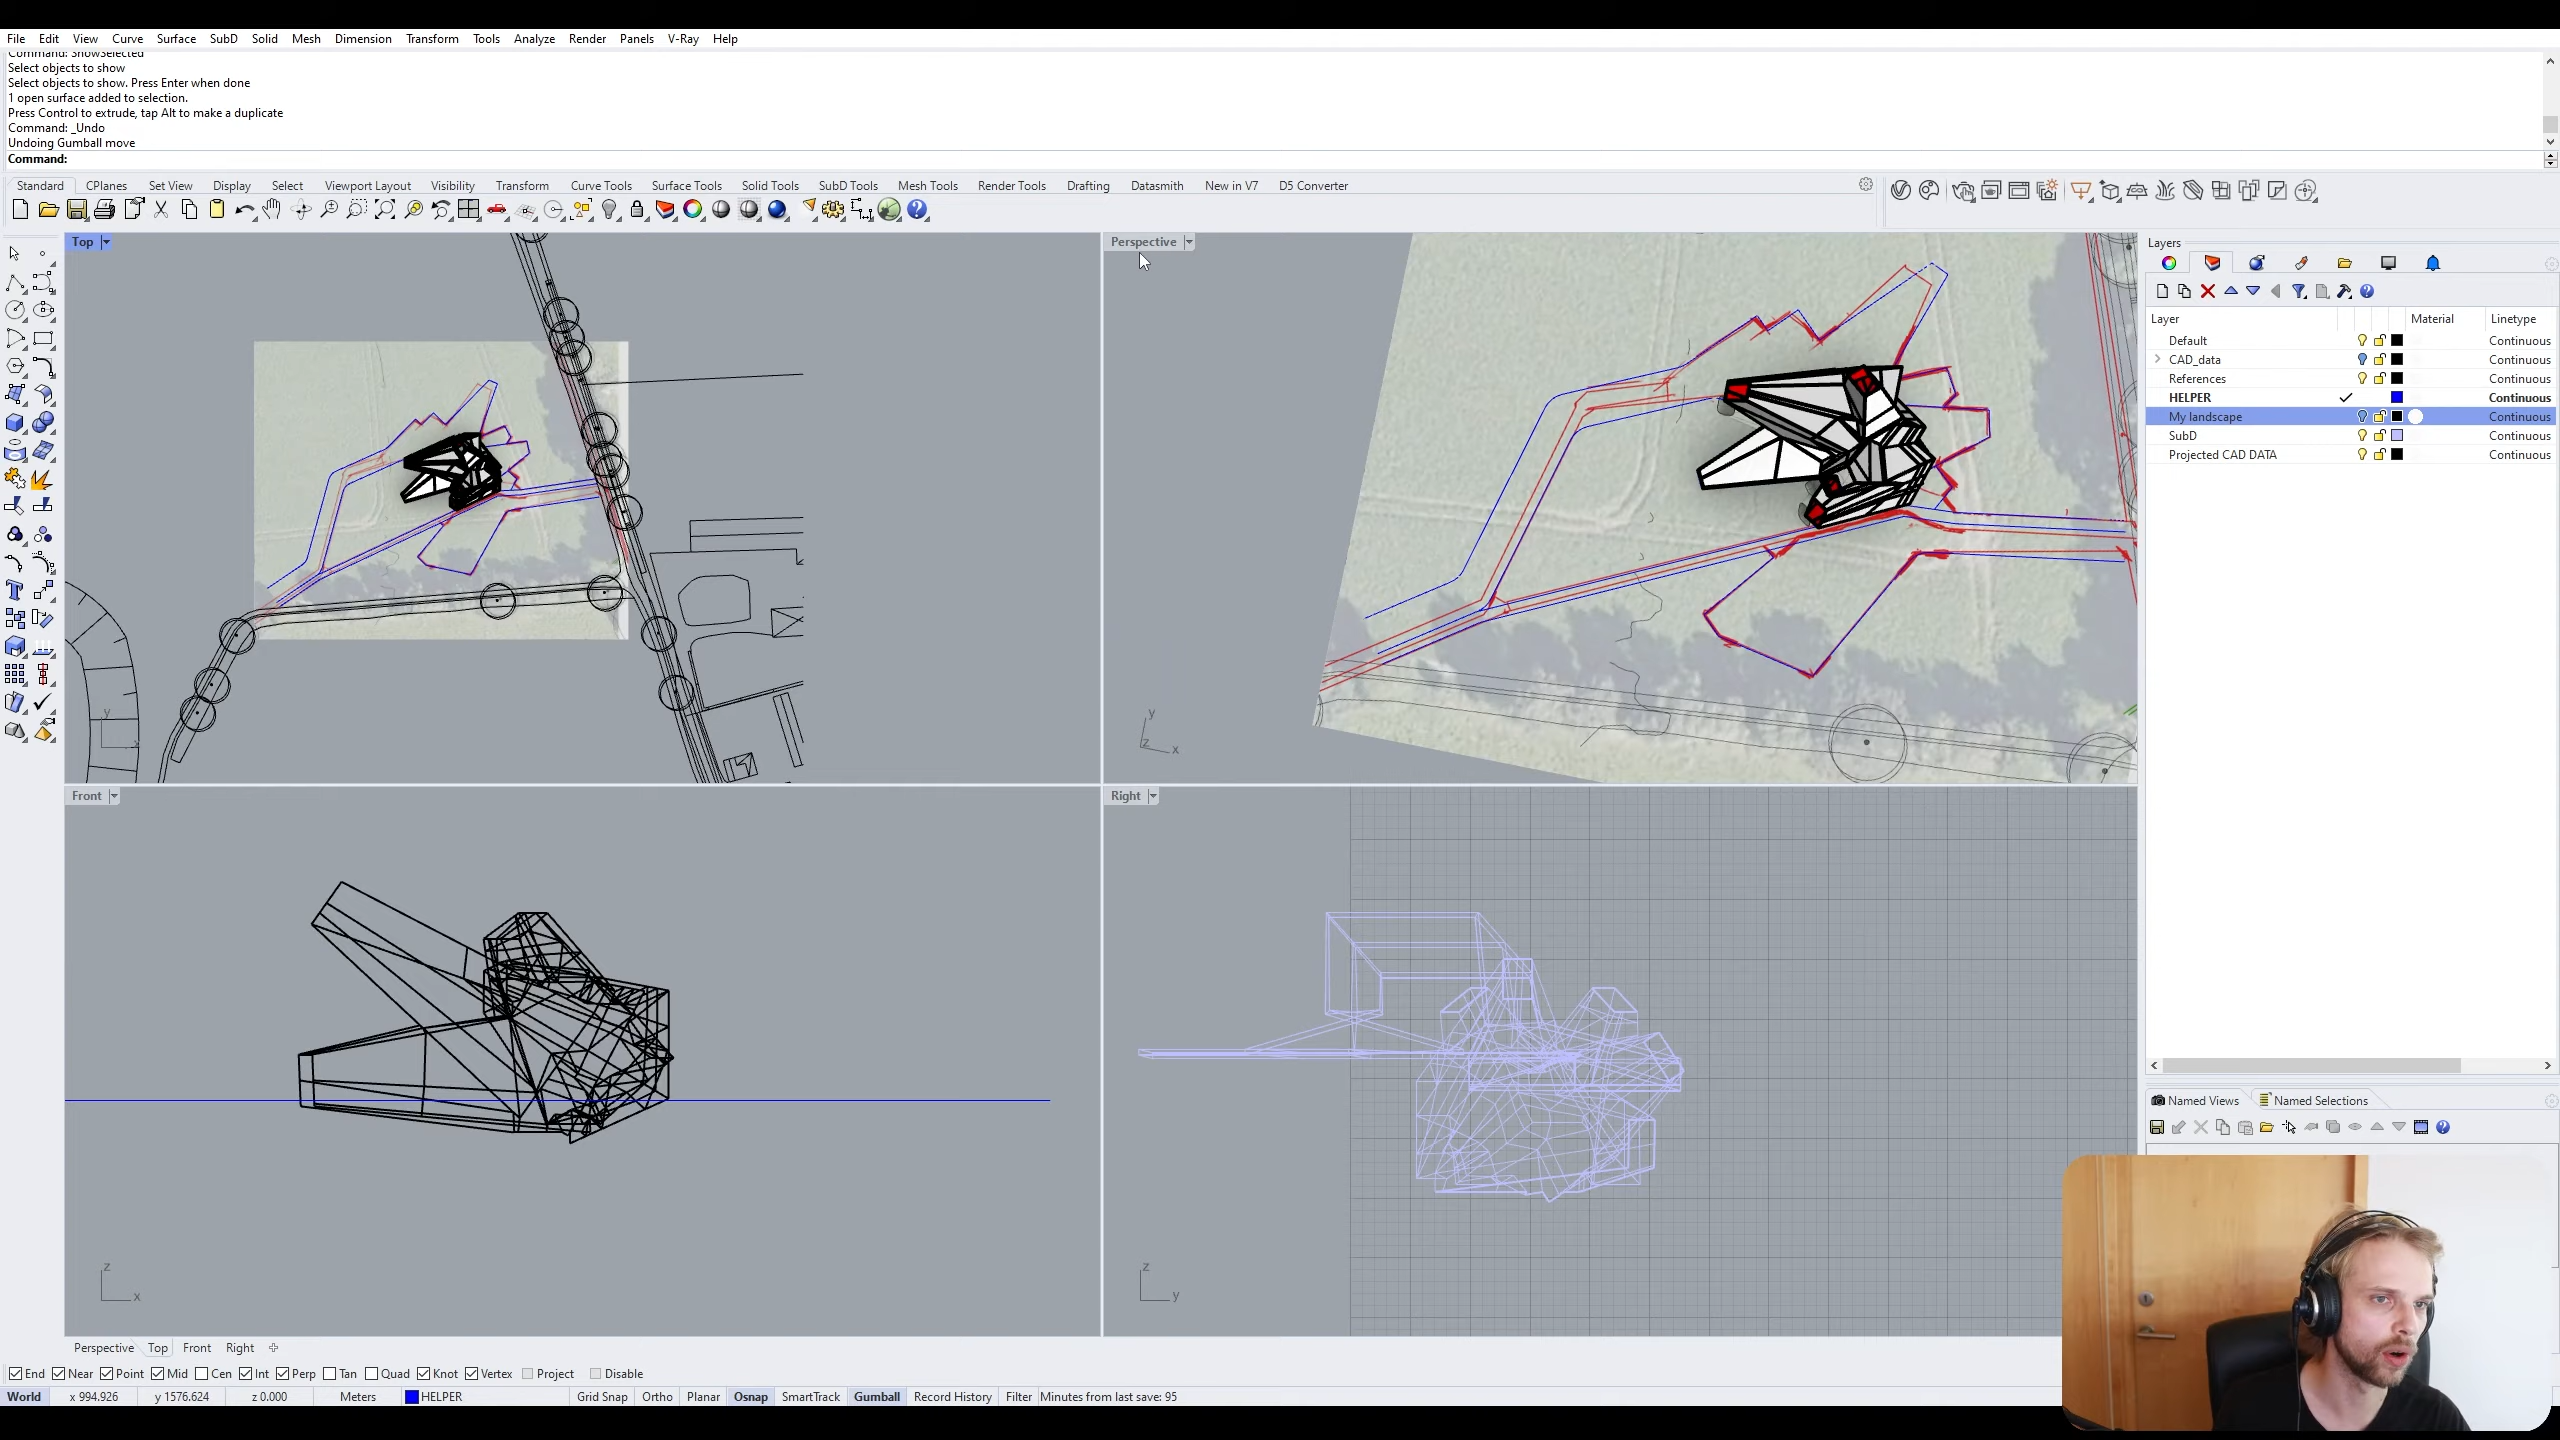 File Edit View Curve Surface SubD Solid Mesh Dimension Transform Tools Analyze Render Panels V-Ray Help
Command: ShowSelected
Select objects to show
Select objects to show. Press Enter when done
1 open surface added to selection.
Press Control to extrude, tap Alt to make a duplicate
Command: _Undo
Undoing Gumball move
Command:
Standard CPlanes Set View Display Select Viewport Layout Visibility Transform Curve Tools Surface Tools Solid Tools SubD Tools Mesh Tools Render Tools Drafting Datasmith New in V7 D5 Converter
Top
Perspective
Layers
Layer Material Linetype
Default Continuous
CAD_data Continuous
References Continuous
HELPER Continuous
My landscape Continuous
SubD Continuous
Projected CAD DATA Continuous
y
x
y
z
x
Front
Right
Named Views Named Selections
z
x
z
y
Perspective Top Front Right
End Near Point Mid Cen Int Perp Tan Quad Knot Vertex Project Disable
World x 994.926 y 1576.624 z 0.000 Meters HELPER Grid Snap Ortho Planar Osnap SmartTrack Gumball Record History Filter Minutes from last save: 95